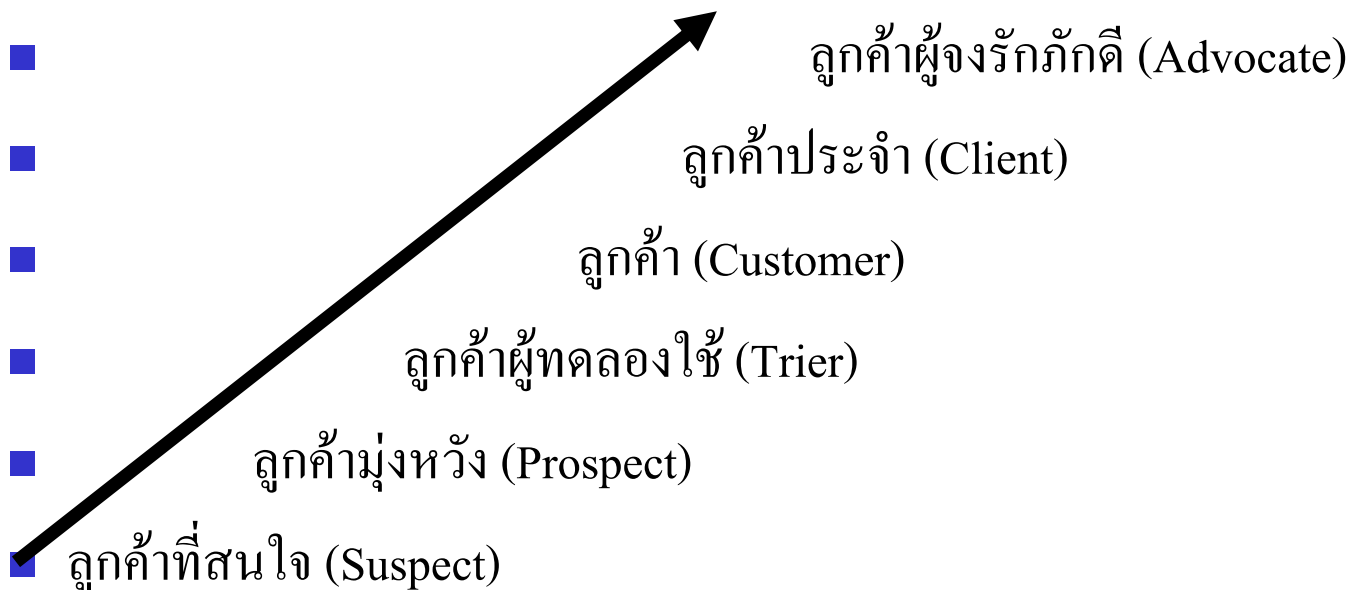 ลูกค้าผู้จงรักภักดี (Advocate)
ลูกค้าประจำ (Client)
ลูกค้า (Customer)
ลูกค้าผู้ทดลองใช้ (Trier)
ลูกค้ามุ่งหวัง (Prospect)
ลูกค้าที่สนใจ (Suspect)